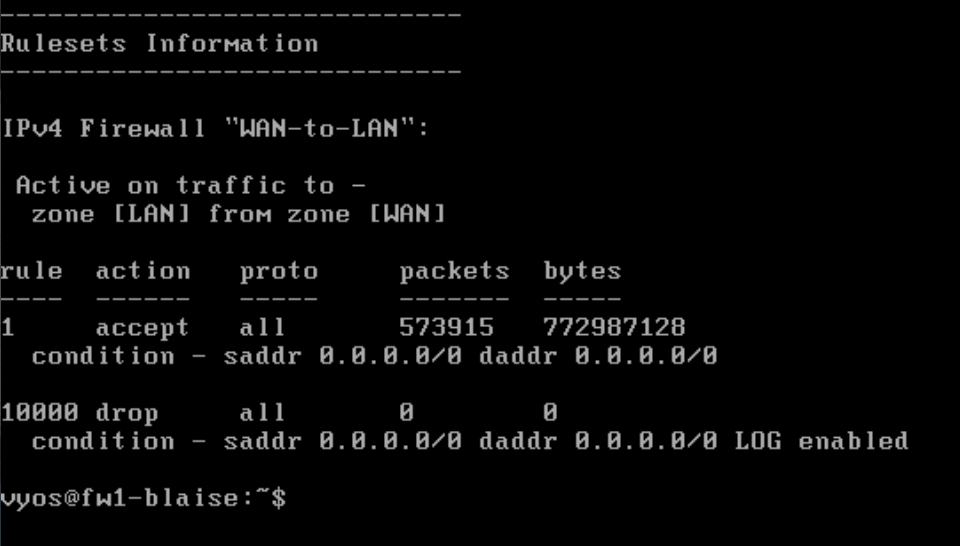 -----------------------------
Rulesets Information
-----------------------------
IPv4 Firewall "WAN-to-LAN":
Active on traffic to -
zone [LAN] from zone [WAN]
rule  action   proto     packets  bytes
----  ------   -----     -------  -----
1     accept   all       573915   772987128
condition - saddr 0.0.0.0/0 daddr 0.0.0.0/0
10000 drop     all       0        0
condition - saddr 0.0.0.0/0 daddr 0.0.0.0/0 LOG enabled
vyos@fw1-blaise:~$